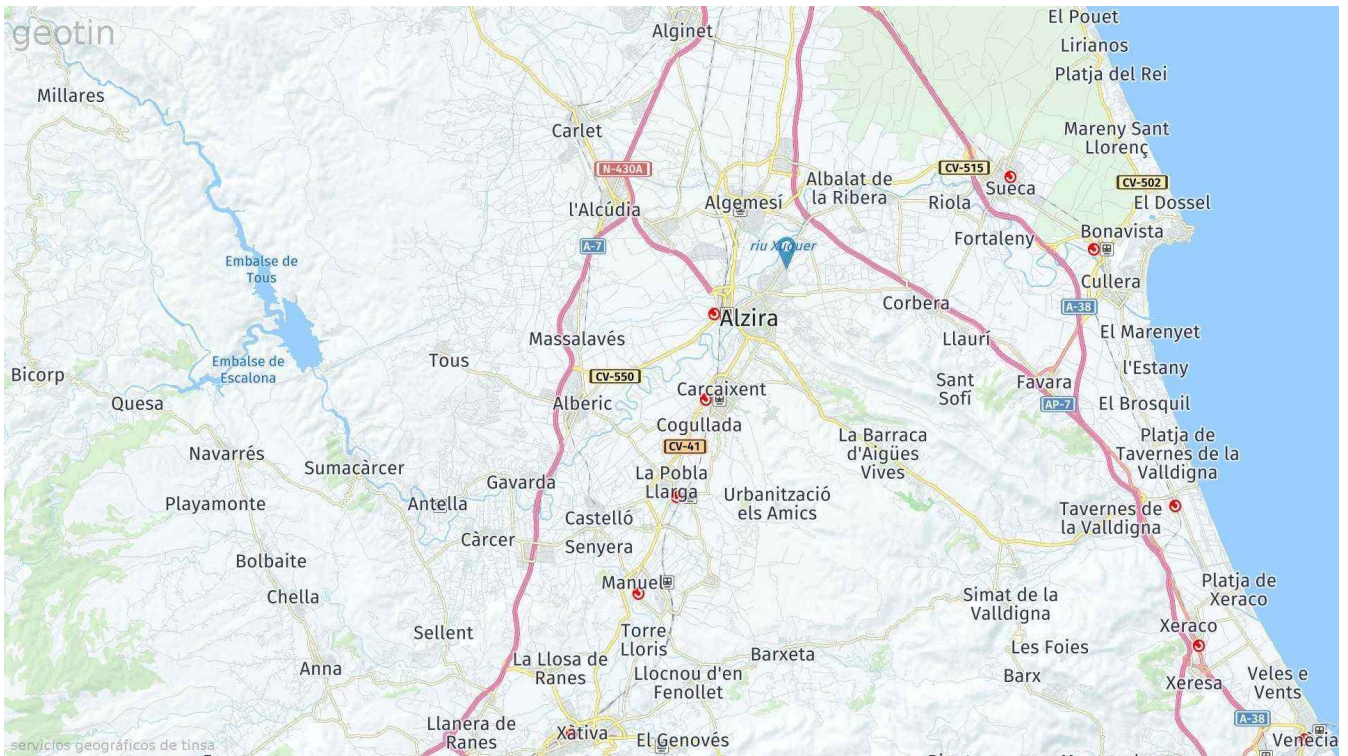 geotin
El Pouet
Alginet
Lirianos
Platja del Rei
Millares
Carlet
Mareny Sant
Llorenç
N-430A
CV-515
Albalat de
la Ribera
Sueca
CV-502
l'Alcúdia
Algemesí
Riola
El Dossel
A-7
riu Xúquer
Fortaleny
Bonavista
Embalse de
Tous
Cullera
Corbera
A-38
Alzira
Massalavés
Llaurí
El Marenyet
Embalse de
Escalona
Tous
l'Estany
Bicorp
CV-550
Carcaixent
Sant
Sofí
Favara
Quesa
Alberic
AP-7
El Brosquil
Cogullada
CV-41
La Barraca
d'Aigües
Vives
Platja de
Tavernes de la
Valldigna
Navarrés
Sumacàrcer
Gavarda
La Pobla
Llarga
Playamonte
Antella
Urbanització
els Amics
Castelló
Tavernes de
la Valldigna
Càrcer
Senyera
Bolbaite
Manuel
Platja de
Xeraco
Chella
Simat de la
Valldigna
Sellent
Torre
Lloris
Xeraco
Les Foies
Barxeta
Anna
La Llosa de
Ranes
Llocnou d'en
Fenollet
Barx
Xeresa
Veles e
Vents
Llanera de
Ranes
Xàtiva
El Genovés
A-38
Venècia
servicios geográficos de tinsa